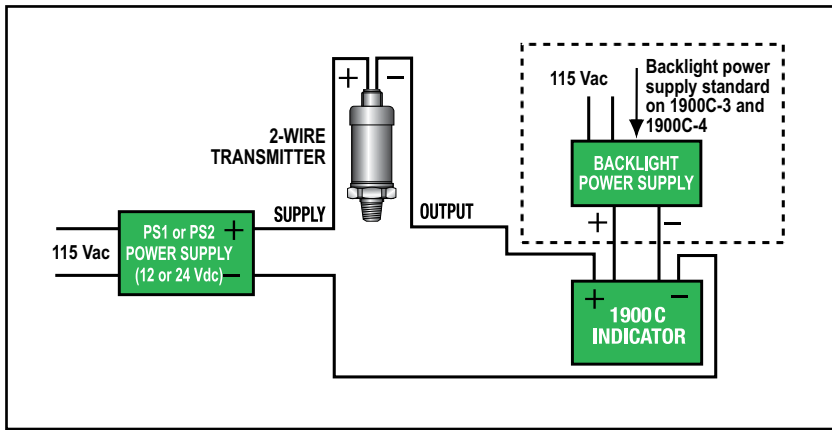 + −
2-WIRE
TRANSMITTER
SUPPLY
OUTPUT
115 Vac
PS1 or PS2 +
POWER SUPPLY
(12 or 24 Vdc) −
115 Vac
Backlight power
supply standard
on 1900C-3 and
1900C-4
BACKLIGHT
POWER SUPPLY
+ −
+ −
1900 C
INDICATOR